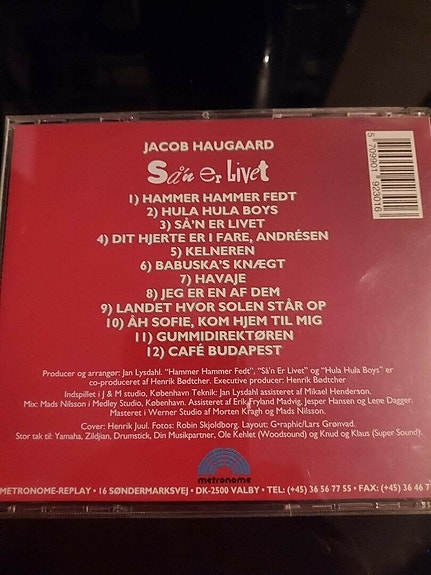 JACOB HAUGAARD
Så'n er Livet
1) HAMMER HAMMER FEDT
2) HULA HULA BOYS
3) SÅ'N ER LIVET
4) DIT HJERTE ER I FARE, ANDRÉSEN
5) KELNEREN
6) BABUSKA'S KNÆGT
7) HAVAJE
8) JEG ER EN AF DEM
9) LANDET HVOR SOLEN STÅR OP
10) ÅH SOFIE, KOM HJEM TIL MIG
11) GUMMIDIREKTØREN
12) CAFÉ BUDAPEST
5 709901 923016
Producer og arrangør: Jan Lysdahl. "Hammer Hammer Fedt", "Så'n Er Livet" og "Hula Hula Boys" er
co-produceret af Henrik Bødtcher. Executive producer: Henrik Bødtcher
Indspillet i J & M studio, København Teknik: Jan Lysdahl assisteret af Mikael Henderson.
Mix: Mads Nilsson i Medley Studio, København. Assisteret af Erik Fryland Madvig, Jesper Hansen og Lene Dagger.
Masteret i Werner Studio af Morten Kragh og Mads Nilsson.
Cover: Henrik Juul. Fotos: Robin Skjoldborg. Layout: G•raphic/Lars Grønvad.
Stor tak til: Yamaha, Zildjian, Drumstick, Din Musikpartner, Ole Kehlet (Woodsound) og Knud og Klaus (Super Sound).
metronome
METRONOME-REPLAY • 16 SØNDERMARKSVEJ • DK-2500 VALBY • TEL: (+45) 36 56 77 55 • FAX: (+45) 36 46 77